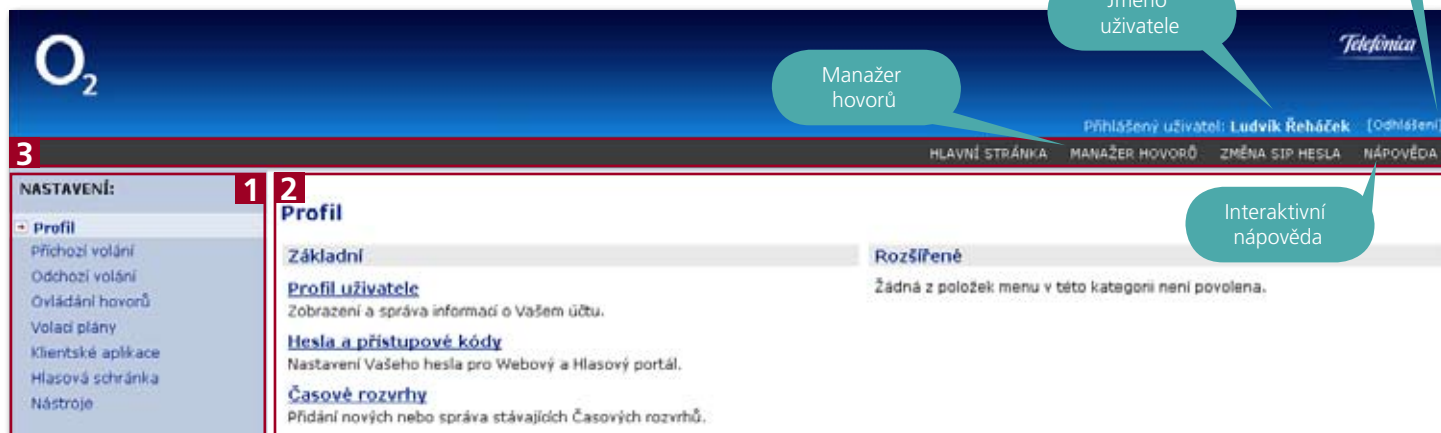 Jméno
uživatele
O2
Telefónica
Manažer
hovorů
Přihlášený uživatel: Ludvík Řeháček [Odhlášení]
3
HLAVNÍ STRÁNKA MANAŽER HOVORŮ ZMĚNA SIP HESLA NÁPOVĚDA
NASTAVENÍ:
1
Profil
Příchozí volání
Odchozí volání
Ovládání hovorů
Volací plány
Klientské aplikace
Hlasová schránka
Nástroje
2
Profil
Interaktivní
nápověda
Základní
Profil uživatele
Zobrazení a správa informací o Vašem účtu.
Hesla a přístupové kódy
Nastavení Vašeho hesla pro Webový a Hlasový portál.
Časové rozvrhy
Přidání nových nebo správa stávajících Časových rozvrhů.
Rozšířené
Žádná z položek menu v této kategorii není povolena.